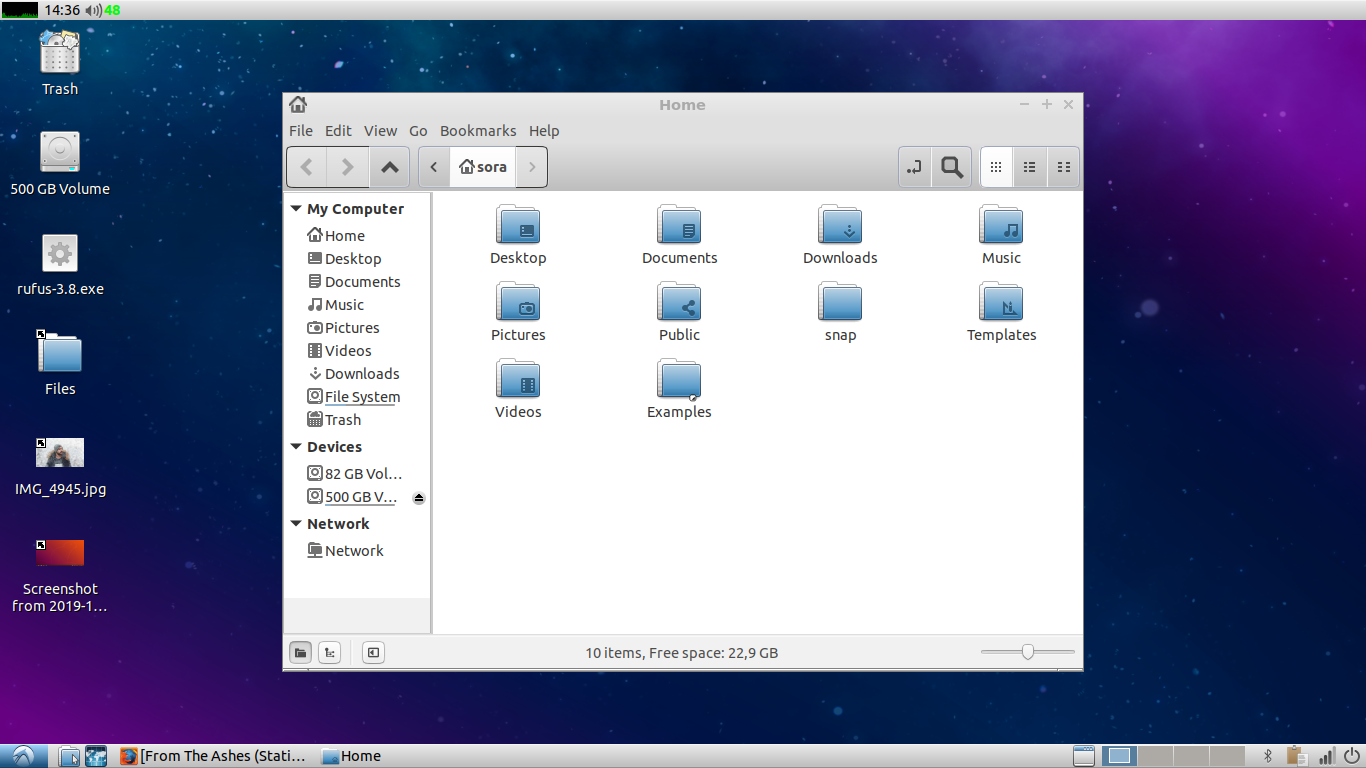 14:36 48
Trash
500 GB Volume
rufus-3.8.exe
Files
IMG_4945.jpg
Screenshot
from 2019-1...
Home
File Edit View Go Bookmarks Help
sora
My Computer
Home
Desktop
Documents
Music
Pictures
Videos
Downloads
File System
Trash
Devices
82 GB Vol...
500 GB V...
Network
Network
Desktop Documents Downloads Music
Pictures Public snap Templates
Videos Examples
10 items, Free space: 22,9 GB
[From The Ashes (Stati... Home